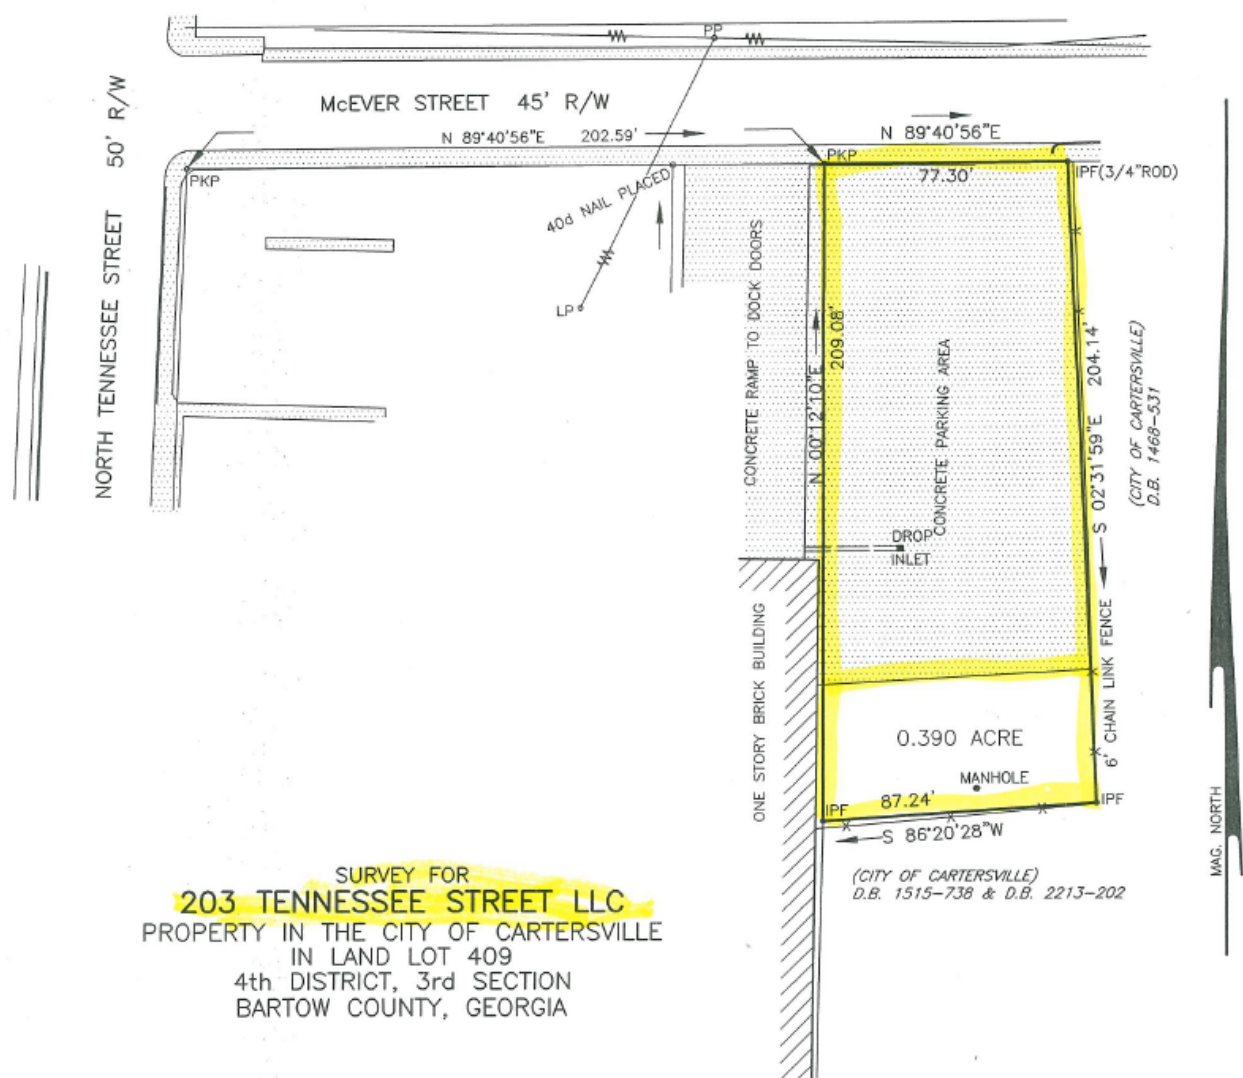 PP
McEVER STREET 45' R/W
N 89°40'56"E 202.59'
N 89°40'56"E
NORTH TENNESSEE STREET 50' R/W
PKP
PKP
77.30'
IPF(3/4"ROD)
40d NAIL PLACED
LP
CONCRETE RAMP TO DOCK DOORS
N 00°12'10"E
209.08'
CONCRETE PARKING AREA
S 02°31'59"E 204.14'
(CITY OF CARTERSVILLE)
D.B. 1468-531
DROP
INLET
6' CHAIN LINK FENCE
ONE STORY BRICK BUILDING
0.390 ACRE
MANHOLE
IPF
87.24'
IPF
S 86°20'28"W
MAG. NORTH
(CITY OF CARTERSVILLE)
D.B. 1515-738 & D.B. 2213-202
SURVEY FOR
203 TENNESSEE STREET LLC
PROPERTY IN THE CITY OF CARTERSVILLE
IN LAND LOT 409
4th DISTRICT, 3rd SECTION
BARTOW COUNTY, GEORGIA